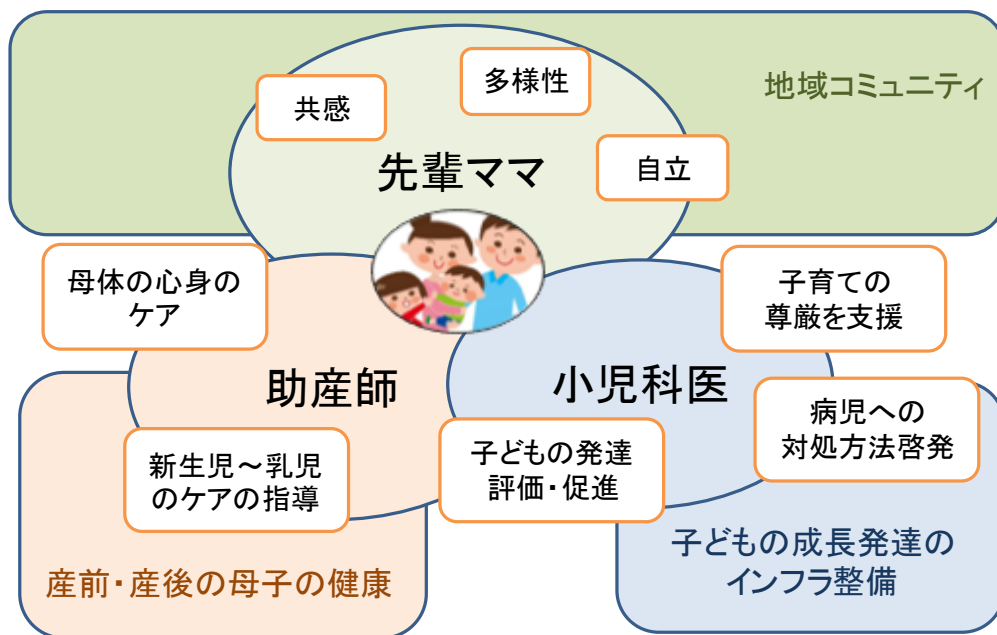 地域コミュニティ
多様性
共感
先輩ママ
自立
母体の心身の
ケア
子育ての
尊厳を支援
助産師
小児科医
病児への
対処方法啓発
新生児～乳児
のケアの指導
子どもの発達
評価・促進
産前・産後の母子の健康
子どもの成長発達の
インフラ整備